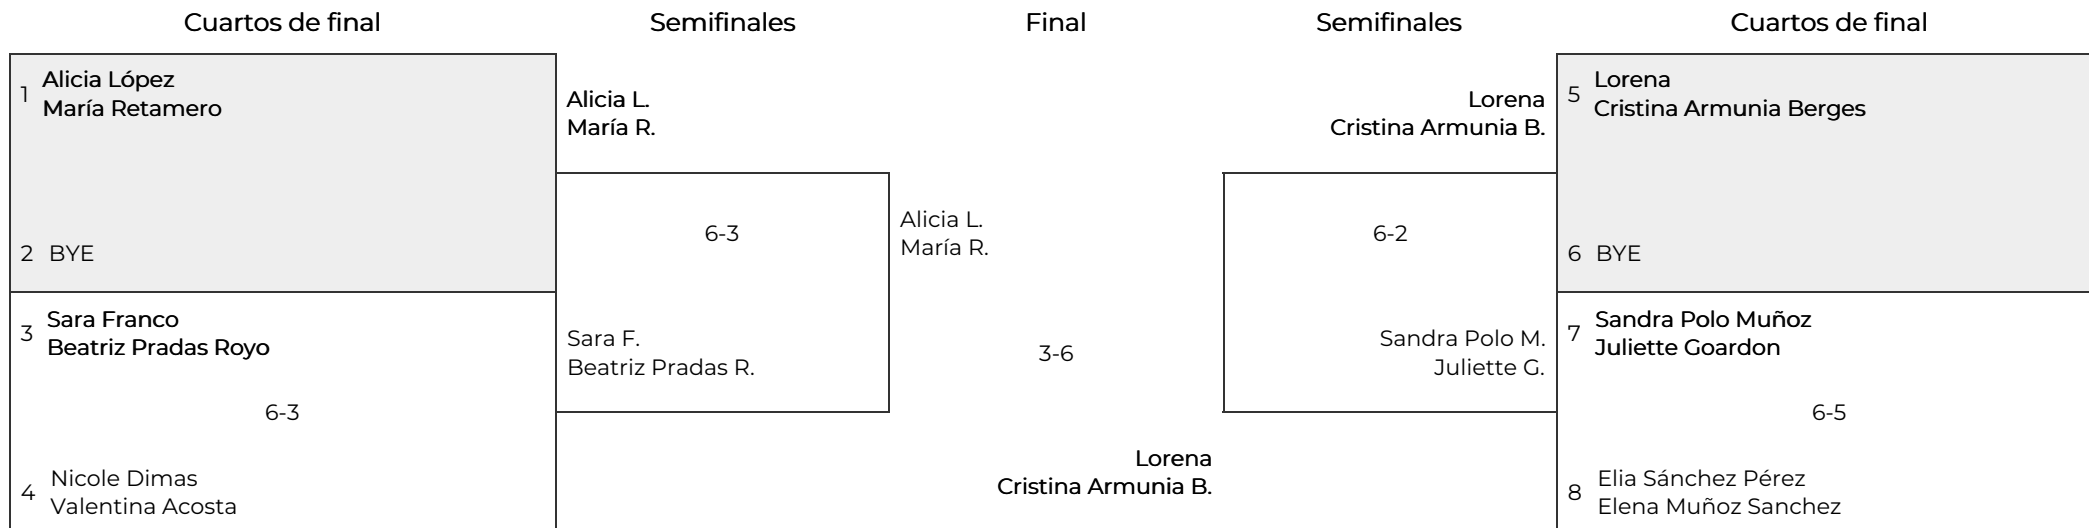 Cuartos de final
Semifinales
Final
Semifinales
Cuartos de final
1
Alicia López
María Retamero
2 BYE
3
Sara Franco
Beatriz Pradas Royo
6-3
4
Nicole Dimas
Valentina Acosta
Alicia L.
María R.
6-3
Sara F.
Beatriz Pradas R.
Alicia L.
María R.
3-6
Lorena
Cristina Armunia B.
Lorena
Cristina Armunia B.
6-2
Sandra Polo M.
Juliette G.
5
Lorena
Cristina Armunia Berges
6 BYE
7
Sandra Polo Muñoz
Juliette Goardon
6-5
8
Elia Sánchez Pérez
Elena Muñoz Sanchez